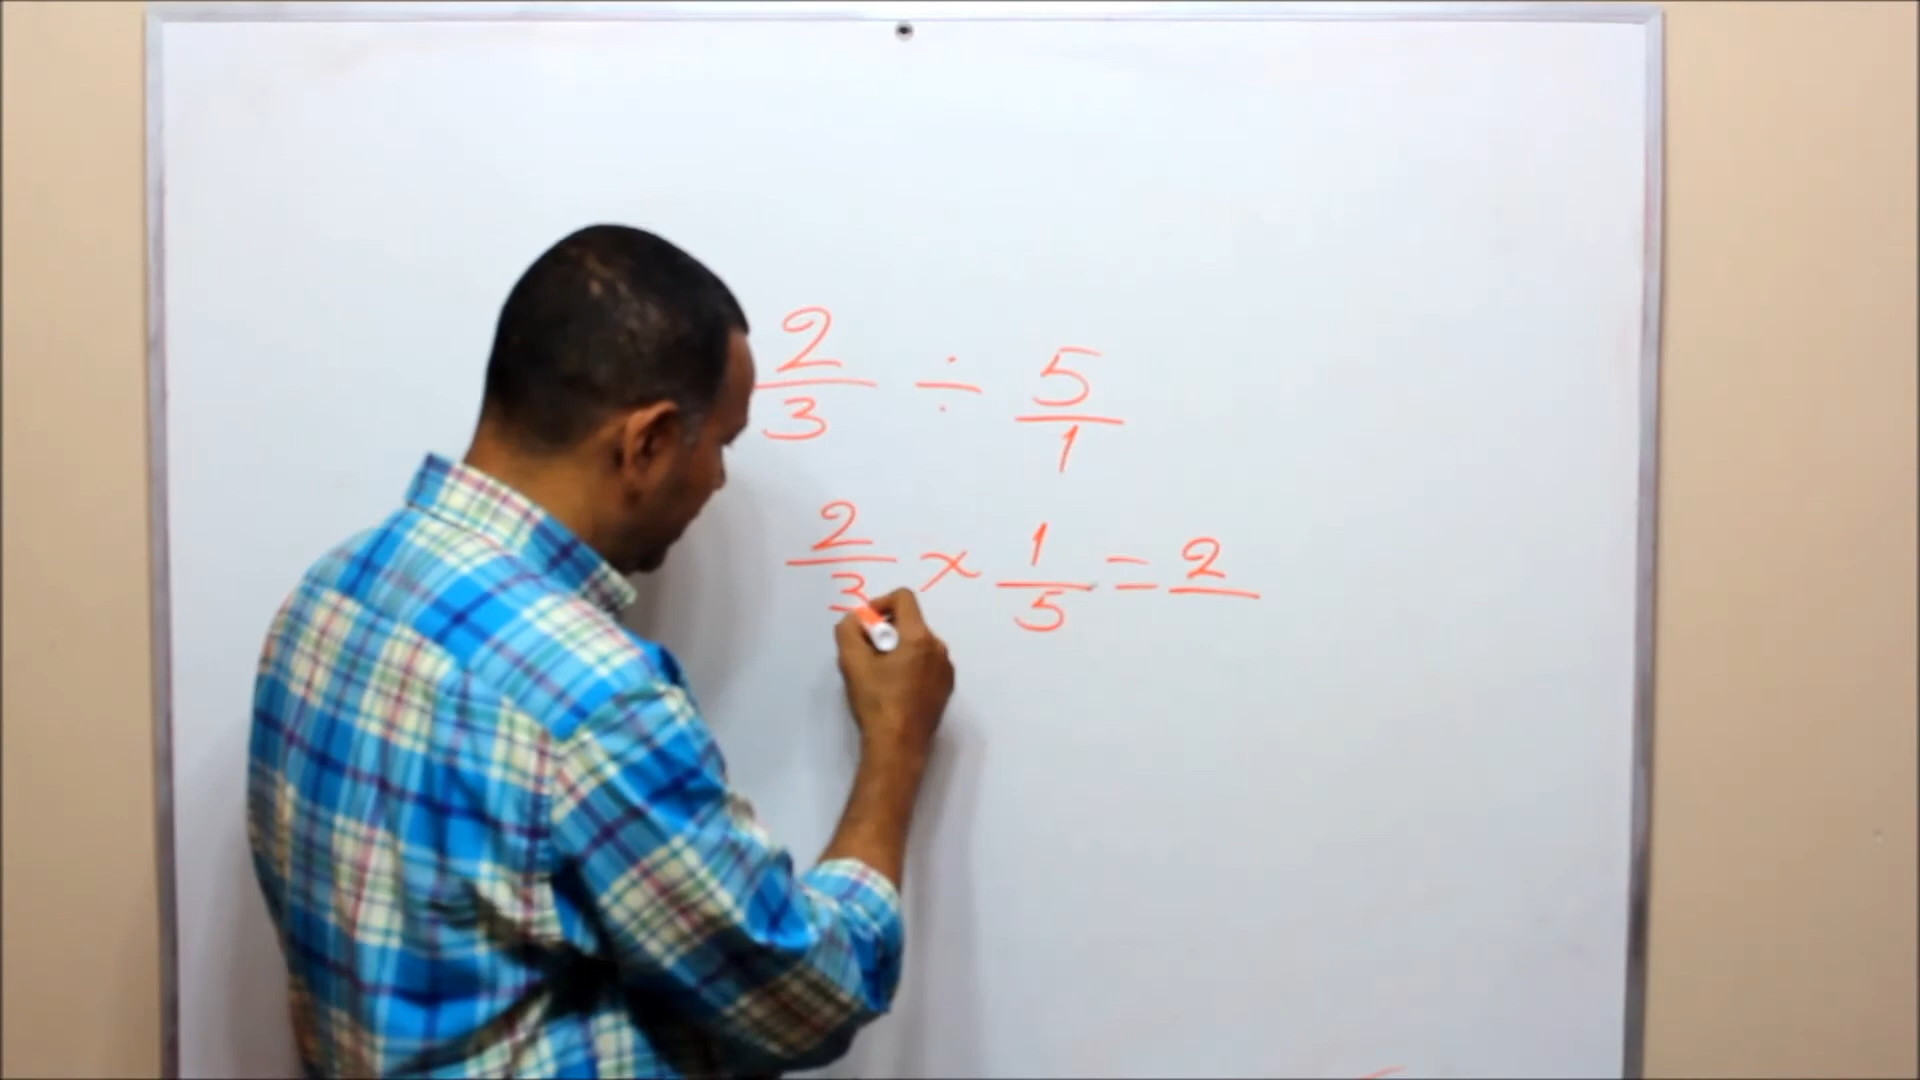 2/3 ÷ 5/1
2/3 × 1/5 = 2/